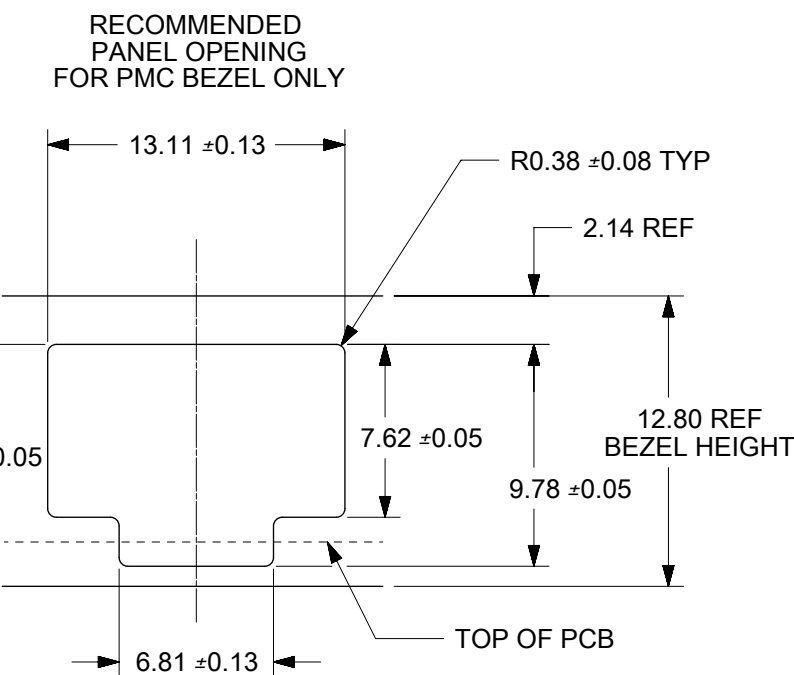 RECOMMENDED
PANEL OPENING
FOR PMC BEZEL ONLY
13.11 ±0.13
R0.38 ±0.08 TYP
2.14 REF
7.62 ±0.05
12.80 REF
BEZEL HEIGHT
0.05
9.78 ±0.05
TOP OF PCB
6.81 ±0.13